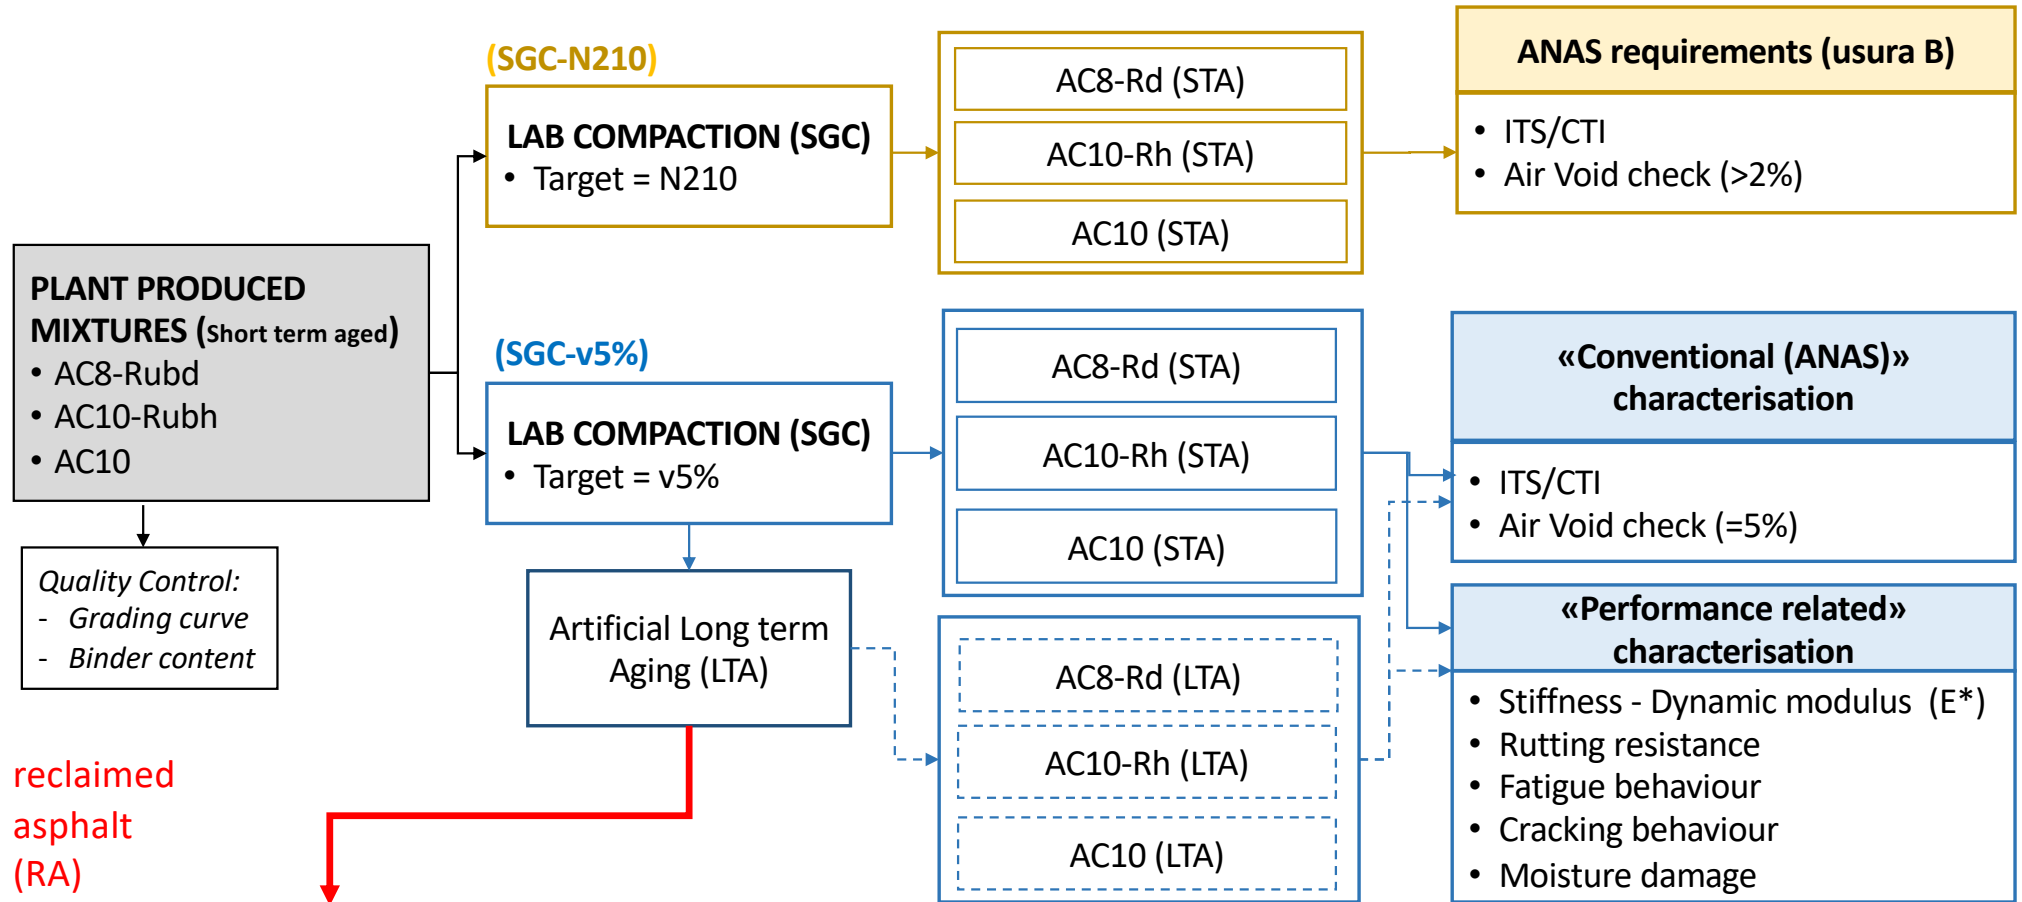 PLANT PRODUCED
MIXTURES (Short term aged)
• AC8-Rubd
• AC10-Rubh
• AC10
Quality Control:
- Grading curve
- Binder content
reclaimed
asphalt
(RA)
(SGC-N210)
LAB COMPACTION (SGC)
• Target = N210
(SGC-v5%)
LAB COMPACTION (SGC)
• Target = v5%
Artificial Long term
Aging (LTA)
AC8-Rd (STA)
AC10-Rh (STA)
AC10 (STA)
AC8-Rd (STA)
AC10-Rh (STA)
AC10 (STA)
AC8-Rd (LTA)
AC10-Rh (LTA)
AC10 (LTA)
ANAS requirements (usura B)
• ITS/CTI
• Air Void check (>2%)
«Conventional (ANAS)»
characterisation
• ITS/CTI
• Air Void check (=5%)
«Performance related»
characterisation
• Stiffness - Dynamic modulus (E*)
• Rutting resistance
• Fatigue behaviour
• Cracking behaviour
• Moisture damage